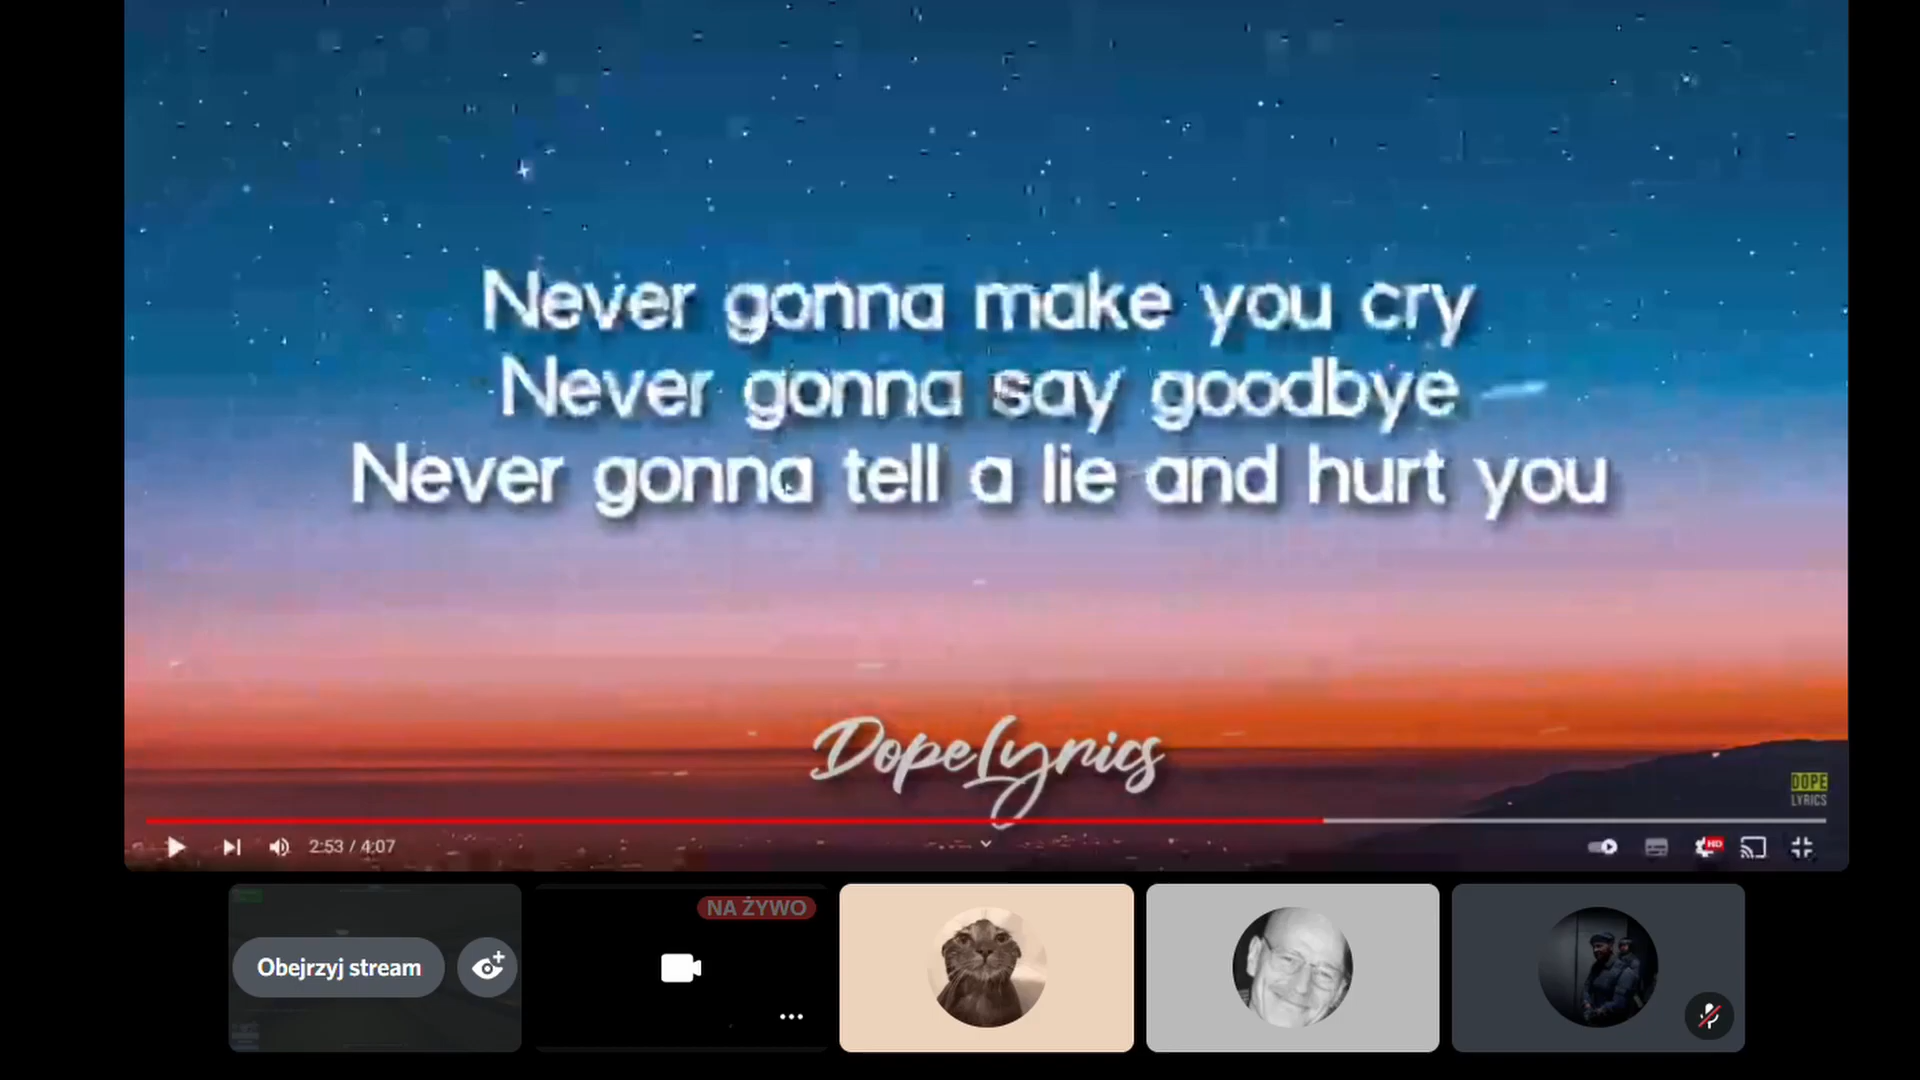 Never gonna make you cry
Never gonna say goodbye
Never gonna tell a lie and hurt you
DopeLyrics
DOPE
LYRICS
2:53 / 4:07
HD
NA ŻYWO
Obejrzyj stream